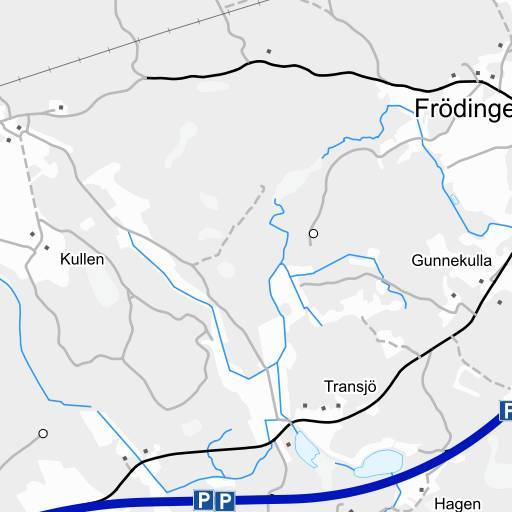 Frödinge
Kullen
Gunnekulla
Transjö
P
P P
Hagen